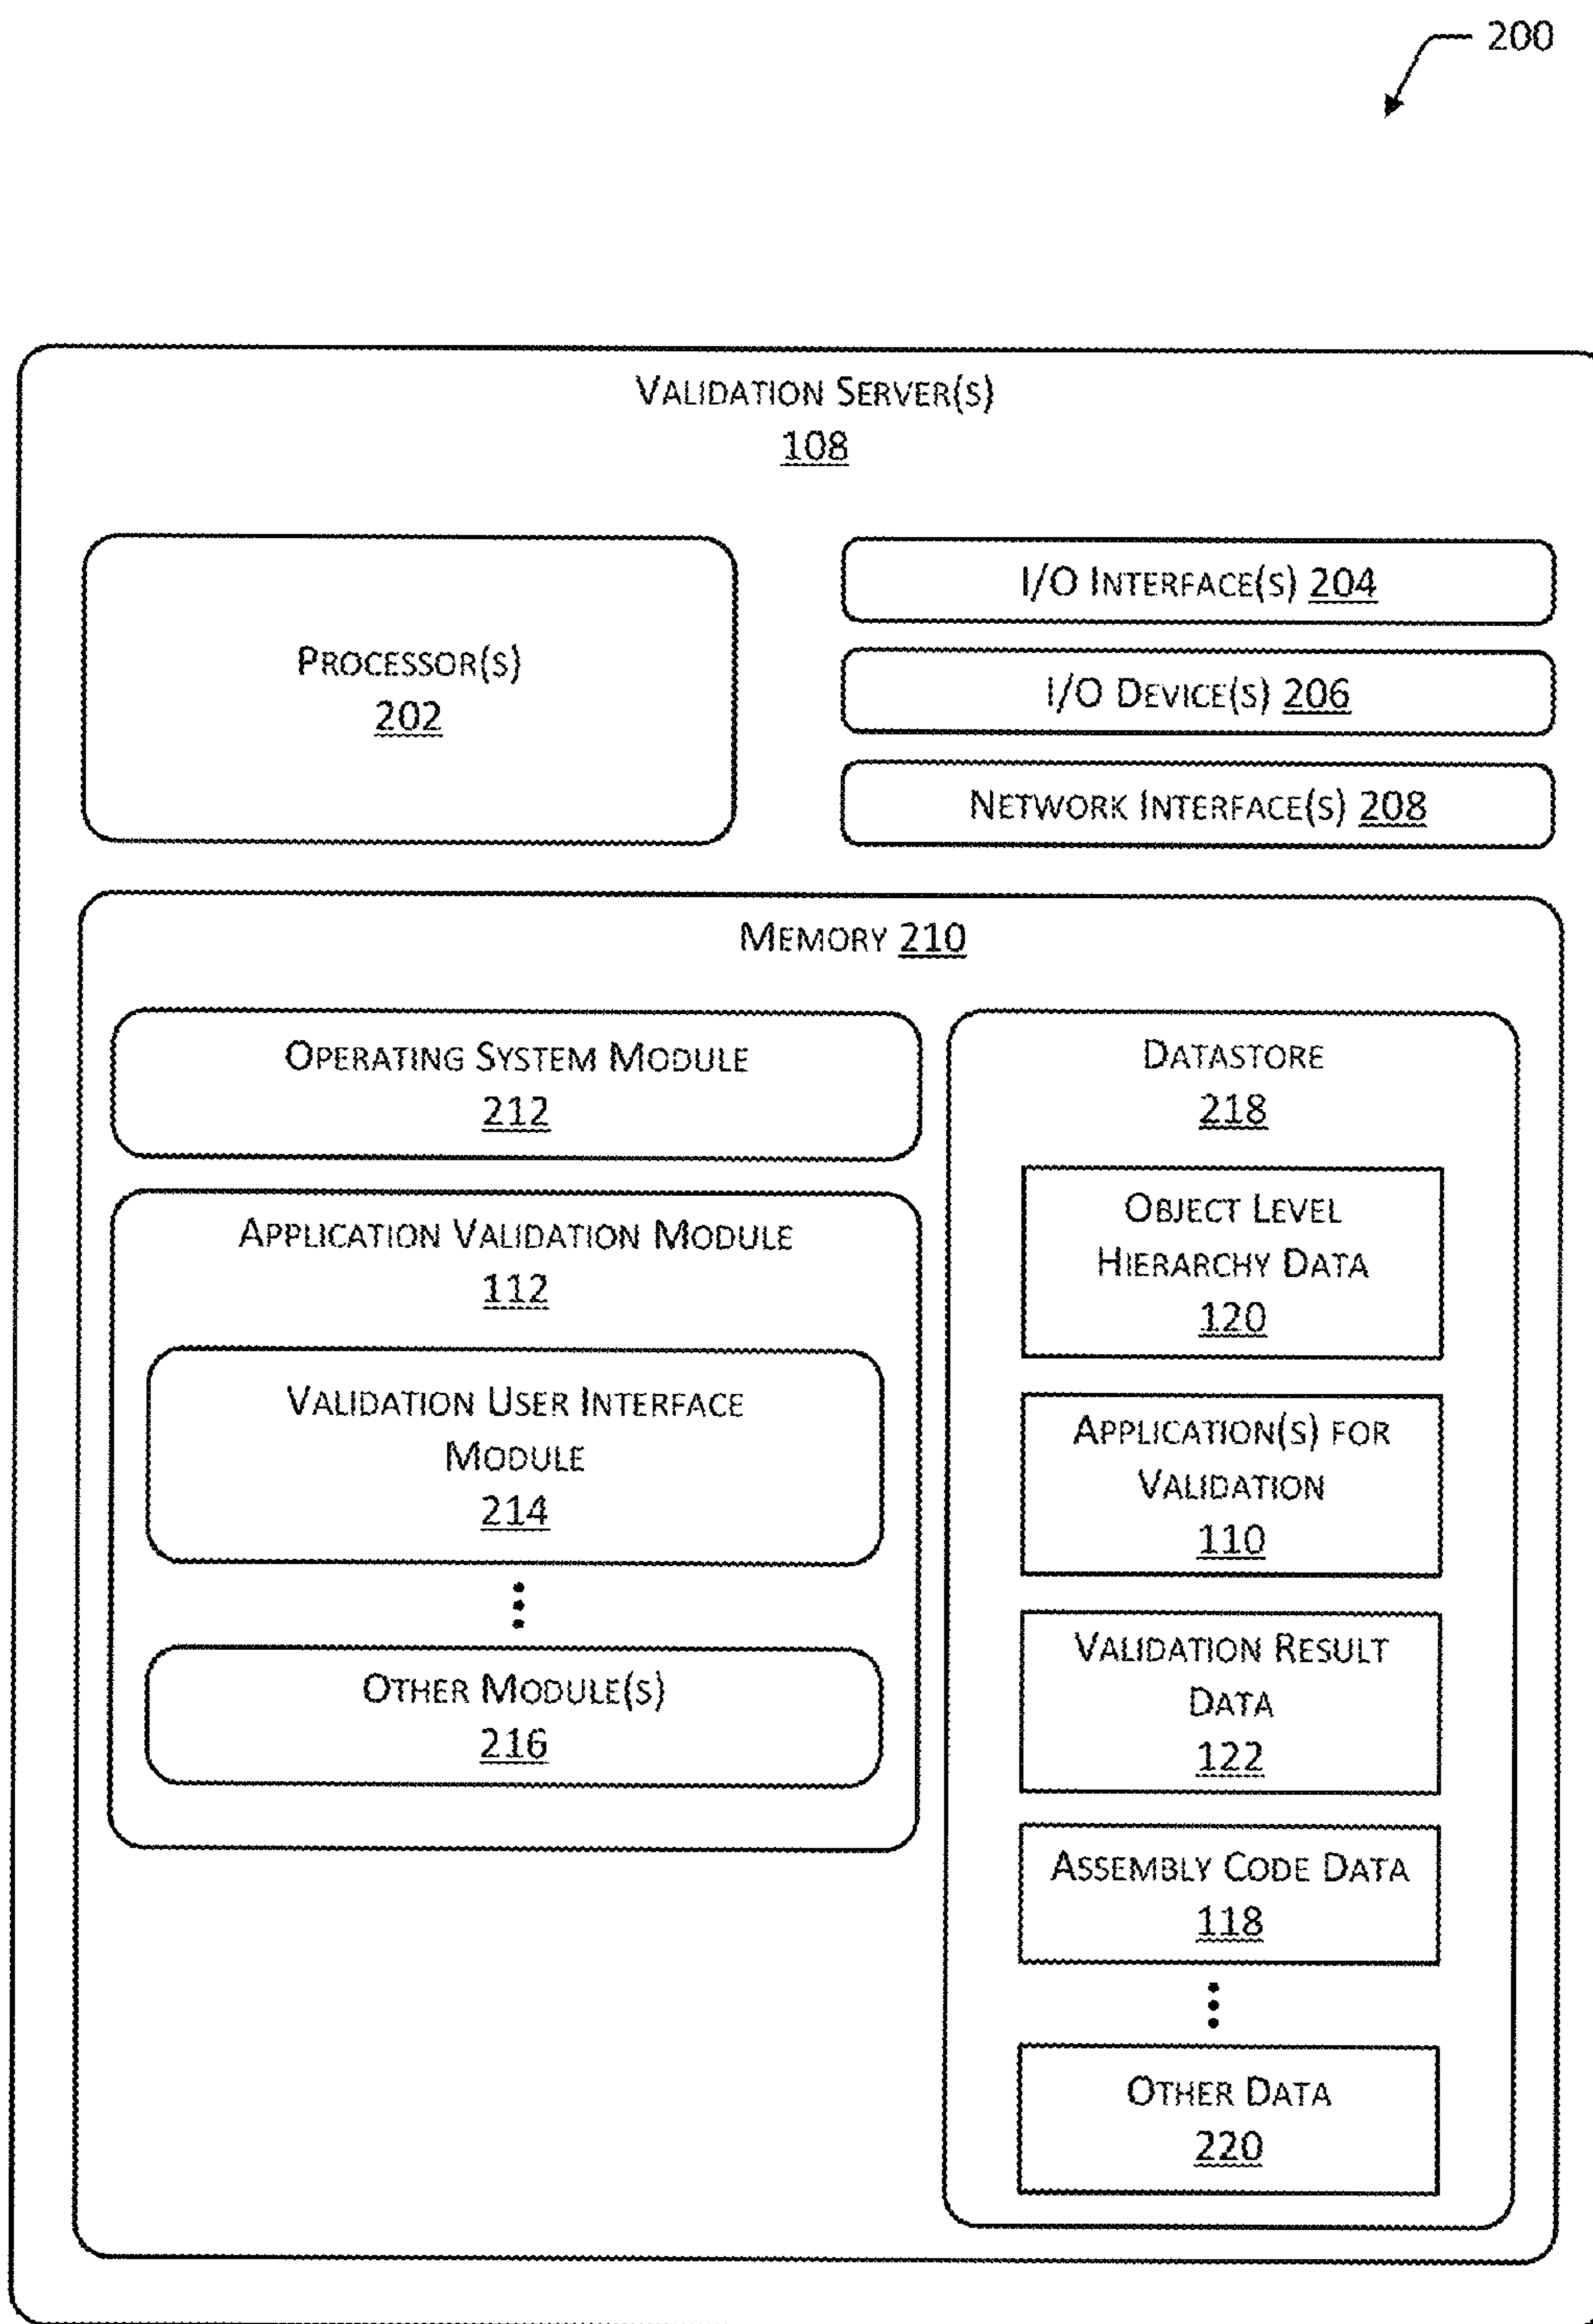 200
VALIDATION SERVER(S)
108
PROCESSOR(S)
202
I/O INTERFACE(S) 204
I/O DEVICE(S) 206
NETWORK INTERFACE(S) 208
MEMORY 210
OPERATING SYSTEM MODULE
212
APPLICATION VALIDATION MODULE
112
VALIDATION USER INTERFACE
MODULE
214
OTHER MODULE(S)
216
DATASTORE
218
OBJECT LEVEL
HIERARCHY DATA
120
APPLICATION(S) FOR
VALIDATION
110
VALIDATION RESULT
DATA
122
ASSEMBLY CODE DATA
118
OTHER DATA
220